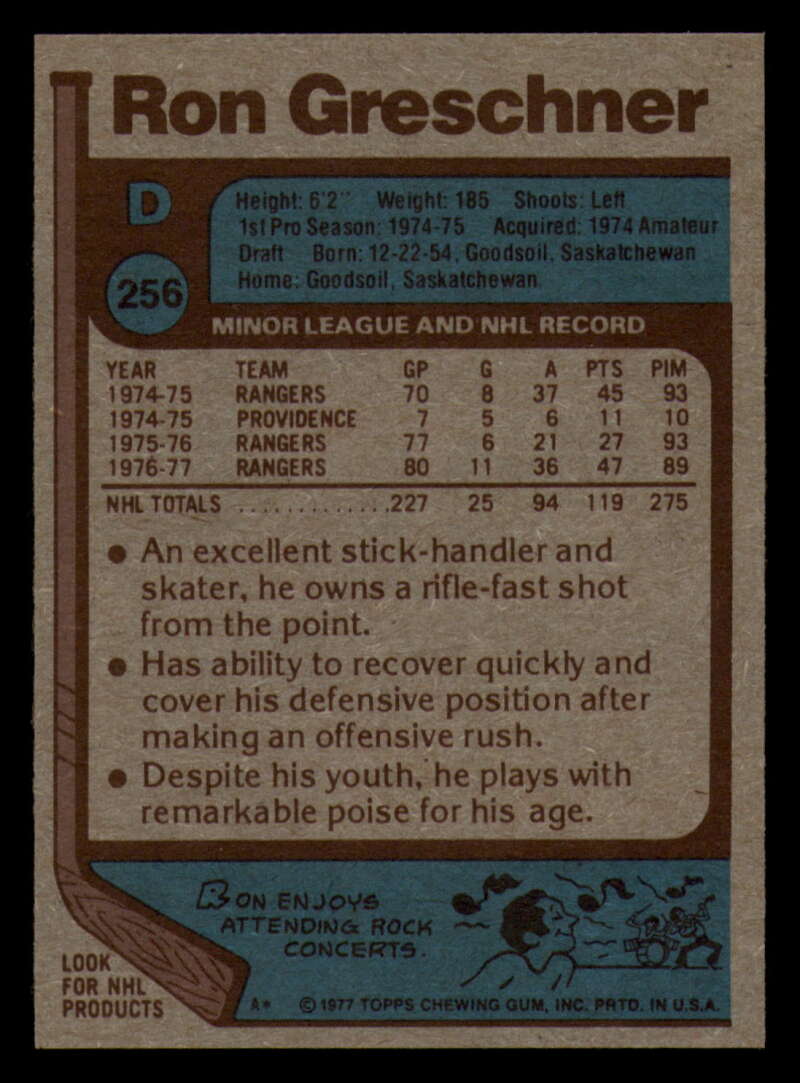 Ron Greschner
D
256
Height: 6'2" Weight: 185 Shoots: Left
1st Pro Season: 1974-75 Acquired: 1974 Amateur
Draft Born: 12-22-54, Goodsoil, Saskatchewan
Home: Goodsoil, Saskatchewan
MINOR LEAGUE AND NHL RECORD
YEAR TEAM GP G A PTS PIM
1974-75 RANGERS 70 8 37 45 93
1974-75 PROVIDENCE 7 5 6 11 10
1975-76 RANGERS 77 6 21 27 93
1976-77 RANGERS 80 11 36 47 89
NHL TOTALS .............227 25 94 119 275
• An excellent stick-handler and
skater, he owns a rifle-fast shot
from the point.
• Has ability to recover quickly and
cover his defensive position after
making an offensive rush.
• Despite his youth, he plays with
remarkable poise for his age.
RON ENJOYS
ATTENDING ROCK
CONCERTS.
LOOK
FOR NHL
PRODUCTS
A* © 1977 TOPPS CHEWING GUM, INC. PRTD. IN U.S.A.